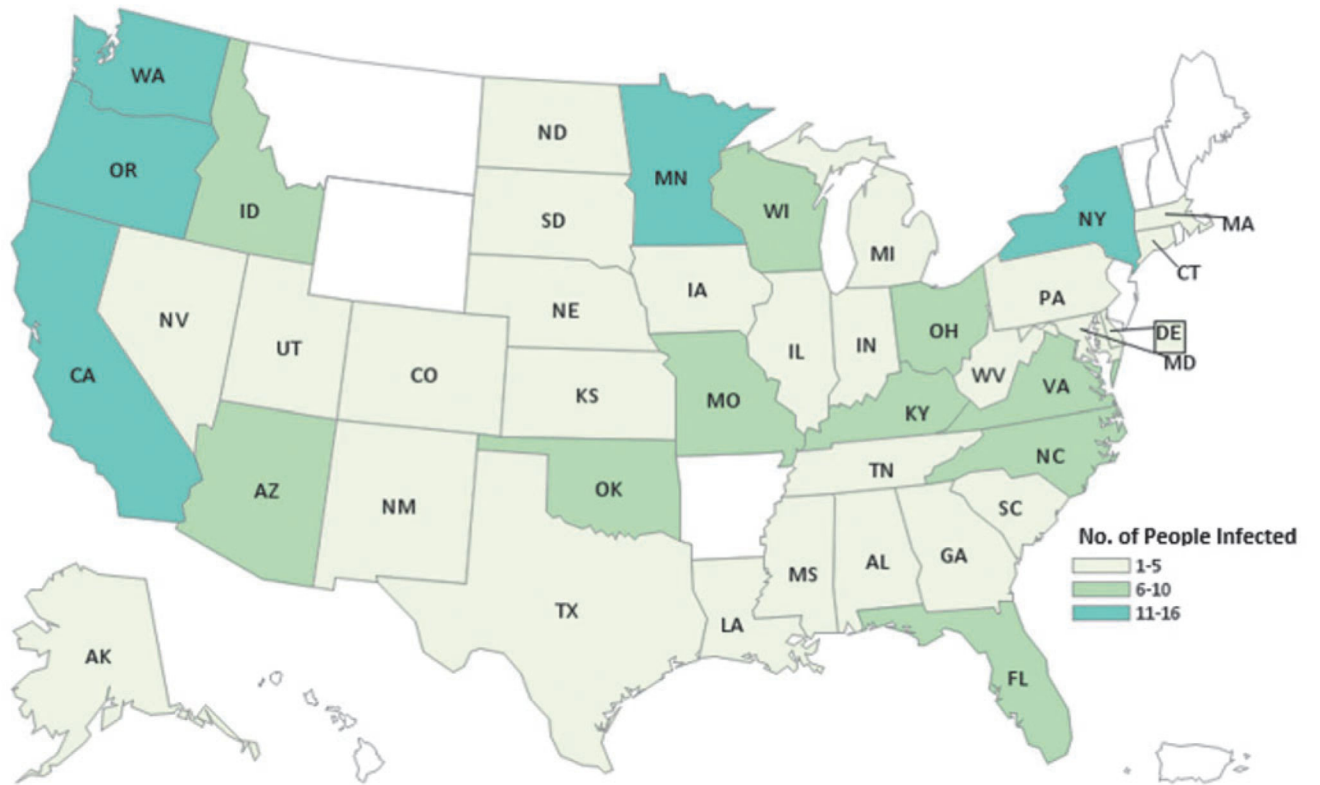 WA
ND
OR
MN
ID
WI
SD
NY
MA
MI
CT
IA
PA
NE
NV
OH
DE
IN
UT
IL
MD
CA
CO
WV
VA
KS
MO
KY
NC
TN
AZ
OK
NM
SC
No. of People Infected
GA
AL
1-5
MS
6-10
TX
11-16
LA
AK
FL